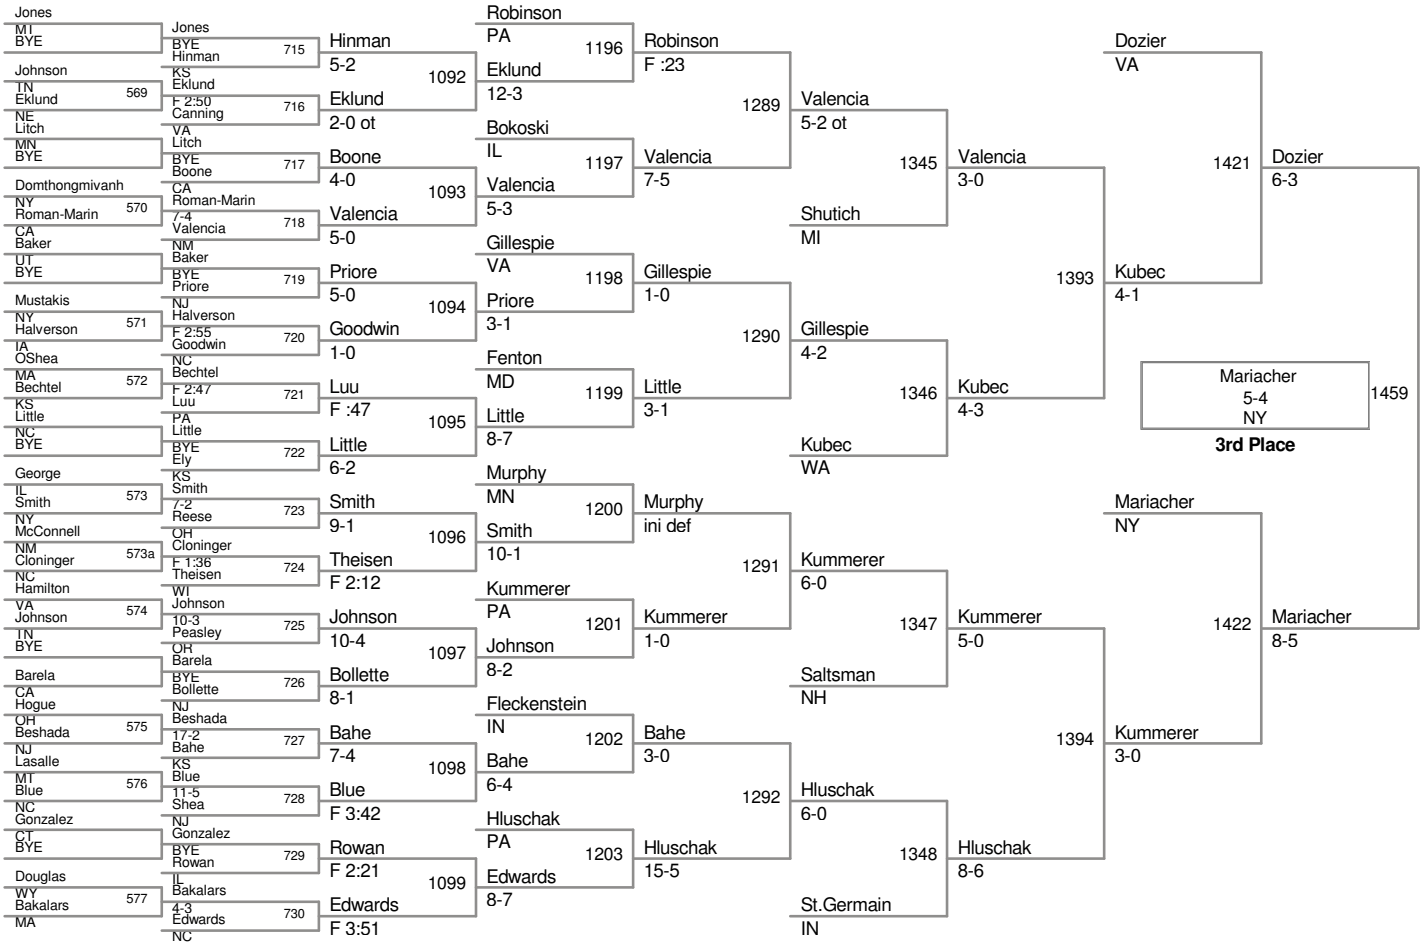 Jones
MT
BYE
Johnson
TN
569
Eklund
NE
Litch
MN
BYE
Domthongmivanh
NY
570
Roman-Marin
CA
Baker
UT
BYE
Mustakis
NY
571
Halverson
IA
OShea
MA
572
Bechtel
KS
Little
NC
BYE
George
IL
573
Smith
NY
McConnell
NM
573a
Cloninger
NC
Hamilton
VA
574
Johnson
TN
BYE
Barela
CA
Hogue
OH
575
Beshada
NJ
Lasalle
MT
576
Blue
NC
Gonzalez
CT
BYE
Douglas
WY
577
Bakalars
MA
Jones
BYE
715
Hinman
KS
Eklund
F 2:50
716
Canning
VA
Litch
BYE
717
Boone
CA
Roman-Marin
7-4
718
Valencia
NM
Baker
BYE
719
Priore
NJ
Halverson
F 2:55
720
Goodwin
NC
Bechtel
F 2:47
721
Luu
PA
Little
BYE
722
Ely
KS
Smith
7-2
723
Reese
OH
Cloninger
F 1:36
724
Theisen
WI
Johnson
10-3
725
Peasley
OR
Barela
BYE
726
Bollette
NJ
Beshada
17-2
727
Bahe
KS
Blue
11-5
728
Shea
NJ
Gonzalez
BYE
729
Rowan
IL
Bakalars
4-3
730
Edwards
NC
Hinman
5-2
1092
Eklund
2-0 ot
Boone
4-0
1093
Valencia
5-0
Priore
5-0
1094
Goodwin
1-0
Luu
F :47
1095
Little
6-2
Smith
9-1
1096
Theisen
F 2:12
Johnson
10-4
1097
Bollette
8-1
Bahe
7-4
1098
Blue
F 3:42
Rowan
F 2:21
1099
Edwards
F 3:51
Robinson
PA
1196
Eklund
12-3
Bokoski
IL
1197
Valencia
5-3
Gillespie
VA
1198
Priore
3-1
Fenton
MD
1199
Little
8-7
Murphy
MN
1200
Smith
10-1
Kummerer
PA
1201
Johnson
8-2
Fleckenstein
IN
1202
Bahe
6-4
Hluschak
PA
1203
Edwards
8-7
Robinson
F :23
1289
Valencia
7-5
Gillespie
1-0
1290
Little
3-1
Murphy
ini def
1291
Kummerer
1-0
Bahe
3-0
1292
Hluschak
15-5
Valencia
5-2 ot
1345
Shutich
MI
Gillespie
4-2
1346
Kubec
WA
Kummerer
6-0
1347
Saltsman
NH
Hluschak
6-0
1348
St.Germain
IN
Valencia
3-0
1393
Kubec
4-3
Kummerer
5-0
1394
Hluschak
8-6
Dozier
VA
1421
Kubec
4-1
Mariacher
NY
1422
Kummerer
3-0
Dozier
6-3
1459
Mariacher
8-5
Mariacher
5-4
NY
3rd Place